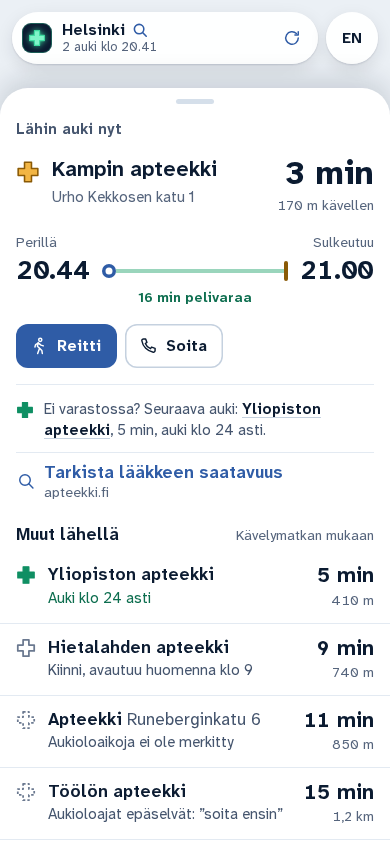 Helsinki
2 auki klo 20.41
EN
Lähin auki nyt
Kampin apteekki
3 min
Urho Kekkosen katu 1
170 m kävellen
Perillä
Sulkeutuu
20.44
21.00
16 min pelivaraa
Reitti
Soita
Ei varastossa? Seuraava auki: Yliopiston
apteekki, 5 min, auki klo 24 asti.
Tarkista lääkkeen saatavuus
apteekki.fi
Muut lähellä
Kävelymatkan mukaan
Yliopiston apteekki
5 min
Auki klo 24 asti
410 m
Hietalahden apteekki
9 min
Kiinni, avautuu huomenna klo 9
740 m
Apteekki Runeberginkatu 6
11 min
Aukioloaikoja ei ole merkitty
850 m
Töölön apteekki
15 min
Aukioloajat epäselvät: ”soita ensin”
1,2 km